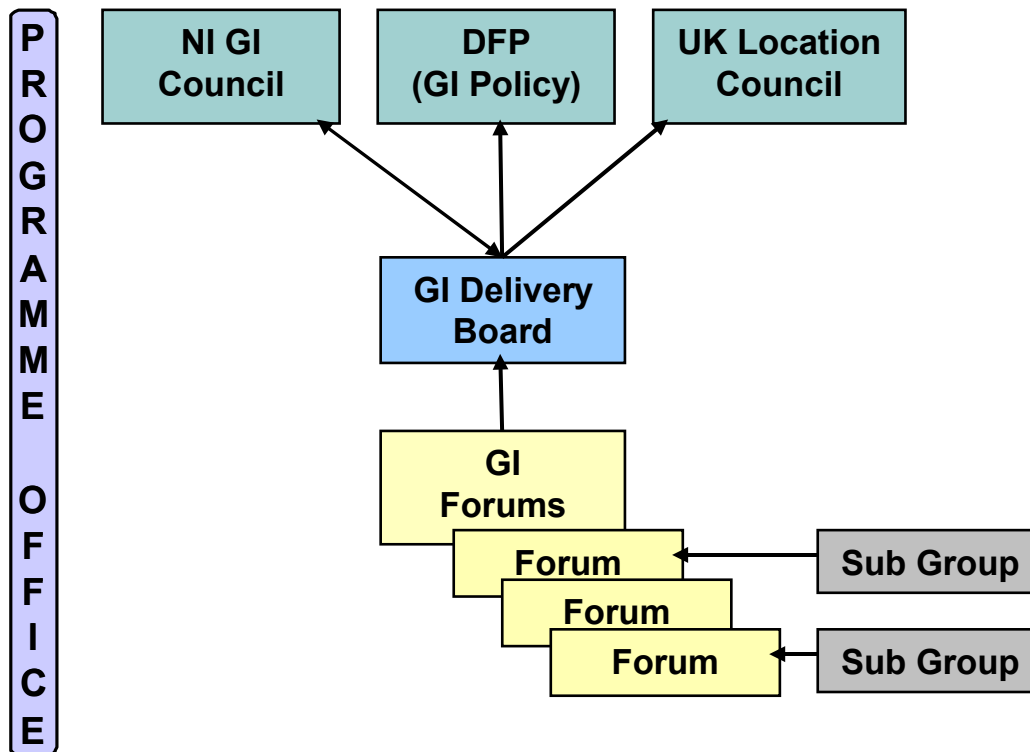 PROGRAMME OFFICE
NI GI
Council
DFP
(GI Policy)
UK Location
Council
GI Delivery
Board
GI
Forums
Forum
Sub Group
Forum
Forum
Sub Group